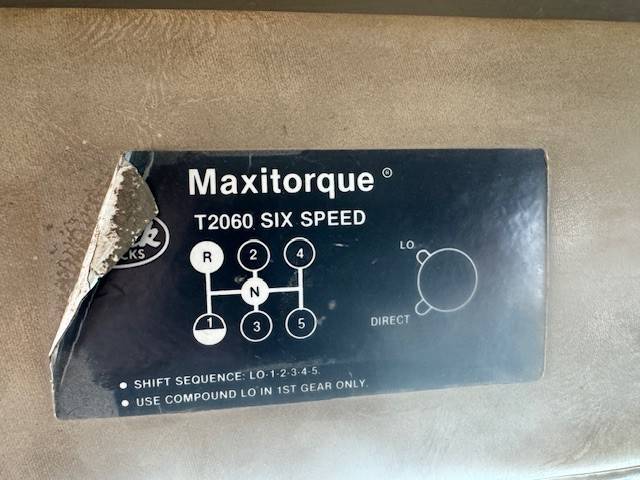 Maxitorque ®
T2060 SIX SPEED
R 2 4
N
1 3 5
LO
DIRECT
• SHIFT SEQUENCE: LO-1-2-3-4-5.
• USE COMPOUND LO IN 1ST GEAR ONLY.